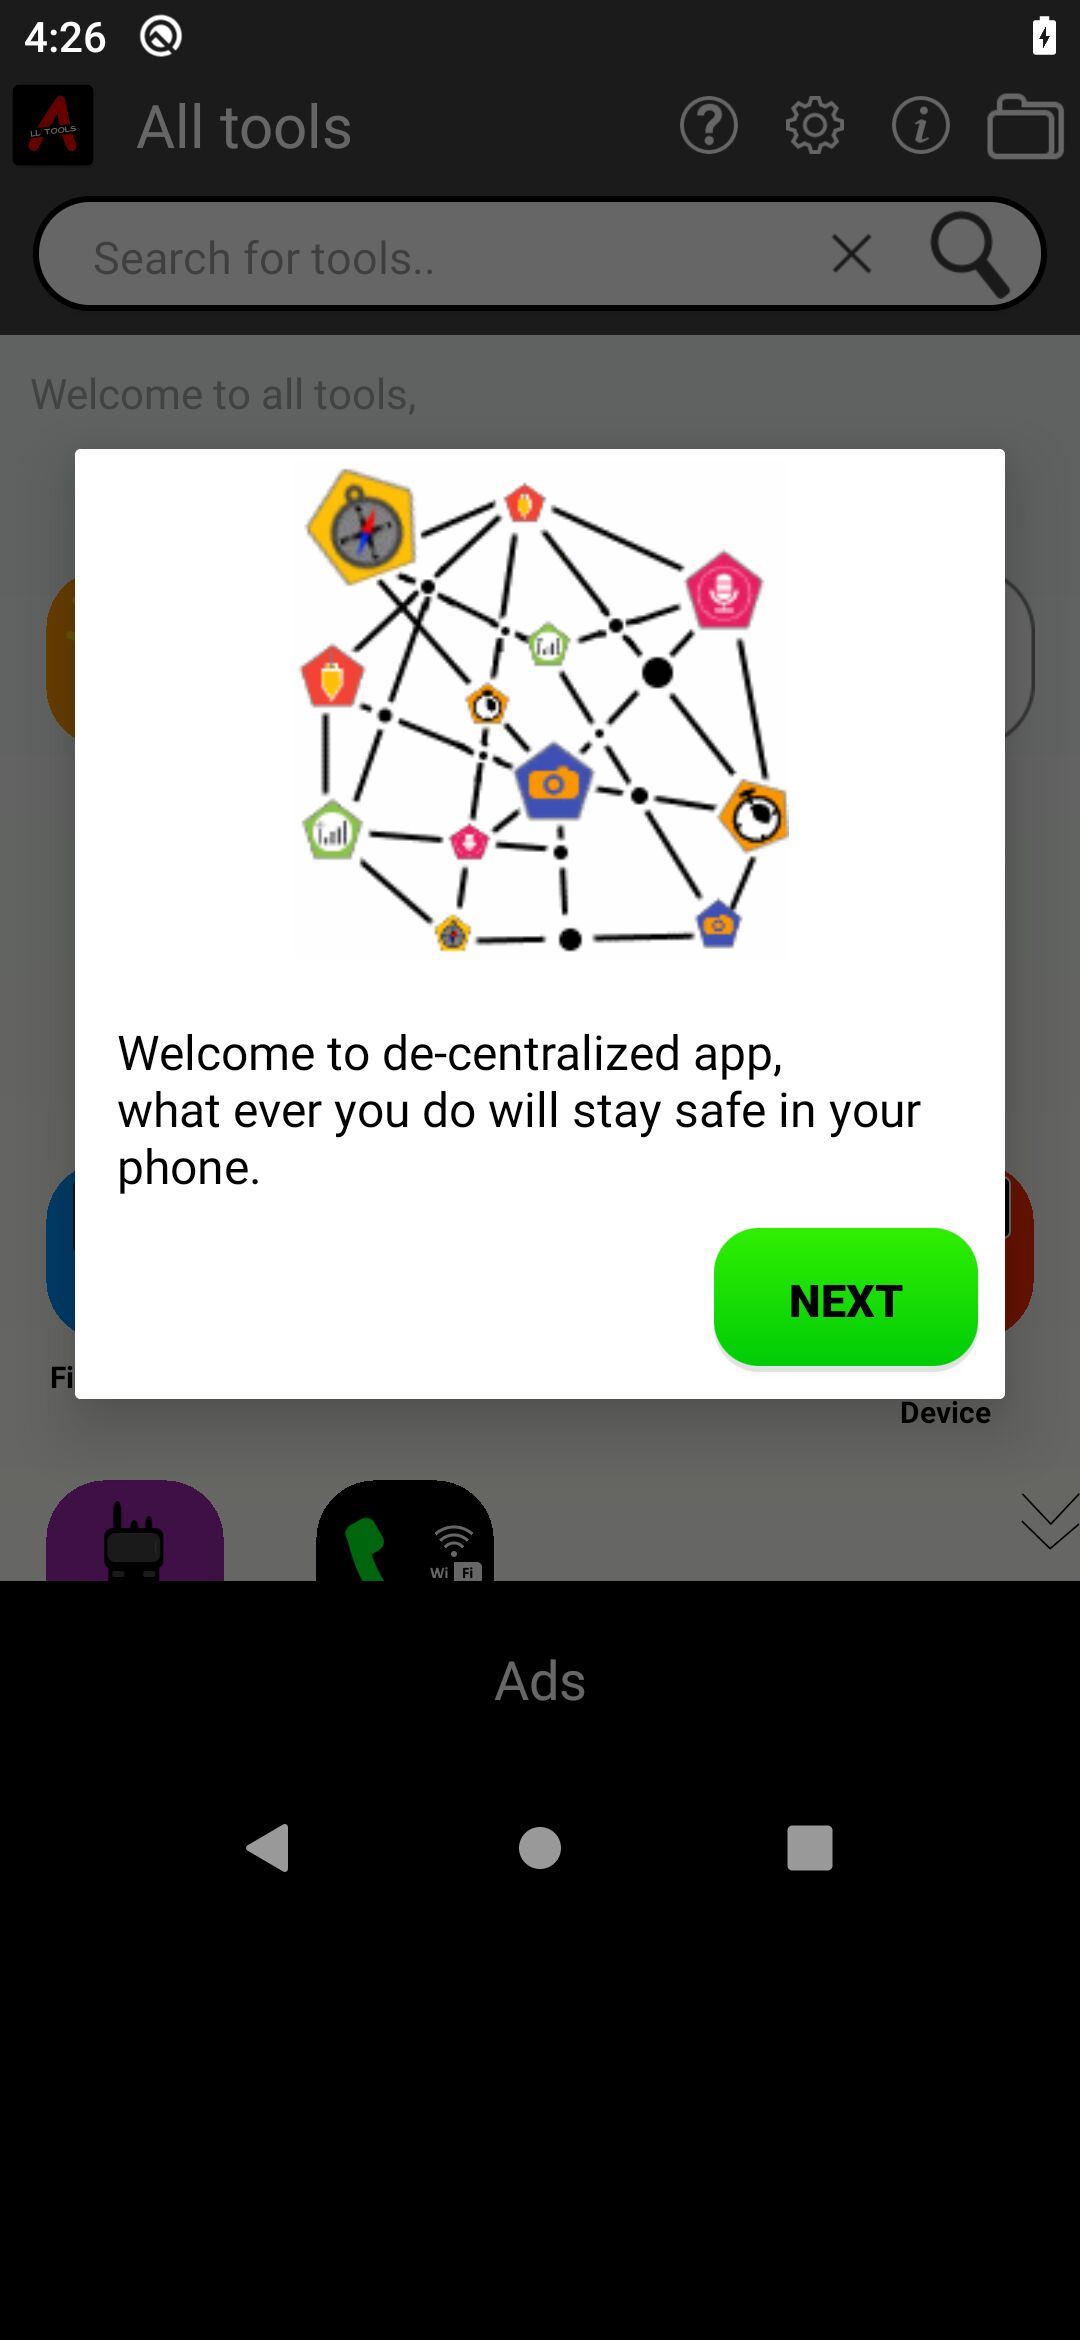 4:26
LL TOOLS
All tools
Search for tools..
Welcome to all tools,
Welcome to de-centralized app,
what ever you do will stay safe in your
phone.
NEXT
Fi
Device
Wi Fi
Ads